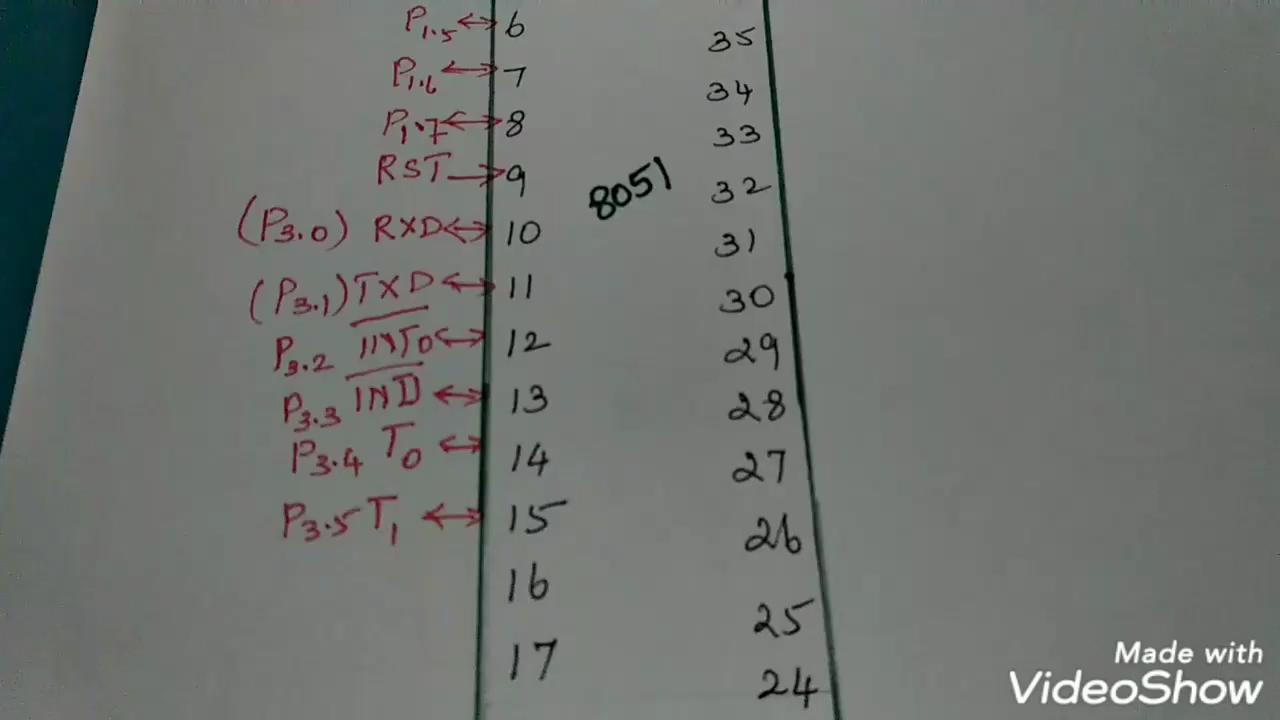 P1.5 ↔ 6 35
P1.6 ↔ 7 34
P1.7 ↔ 8 33
RST → 9 8051 32
(P3.0) RXD ↔ 10 31
(P3.1) TXD ↔ 11 30
P3.2 INT0 ↔ 12 29
P3.3 IND ↔ 13 28
P3.4 T0 ↔ 14 27
P3.5 T1 ↔ 15 26
16 25
17 24
Made with
VideoShow